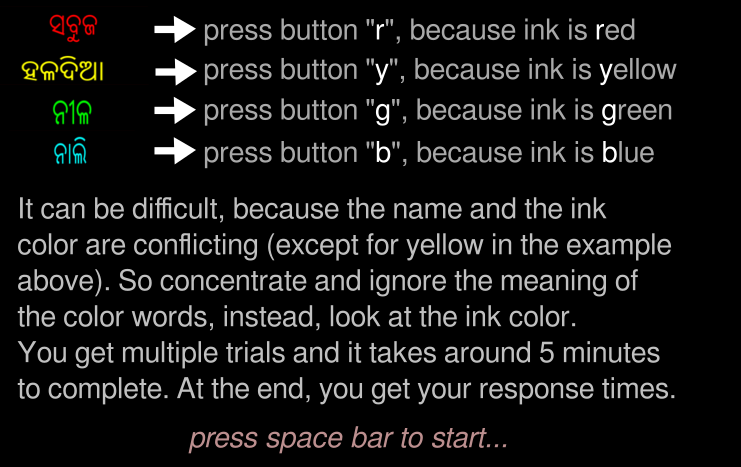 ସବୁଜ press button "r", because ink is red
ହଳଦିଆ press button "y", because ink is yellow
ନୀଳ press button "g", because ink is green
ନାଲି press button "b", because ink is blue
It can be difficult, because the name and the ink
color are conflicting (except for yellow in the example
above). So concentrate and ignore the meaning of
the color words, instead, look at the ink color.
You get multiple trials and it takes around 5 minutes
to complete. At the end, you get your response times.
press space bar to start...